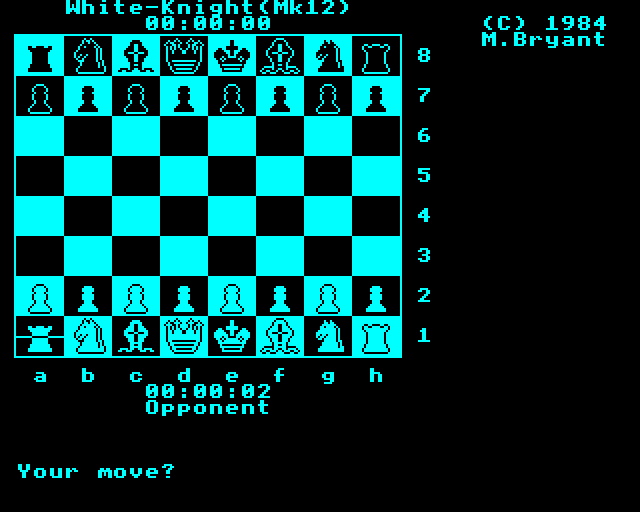 White-Knight(Mk12)
00:00:00
(C) 1984
M.Bryant
8
7
6
5
4
3
2
1
a b c d e f g h
00:00:02
Opponent
Your move?